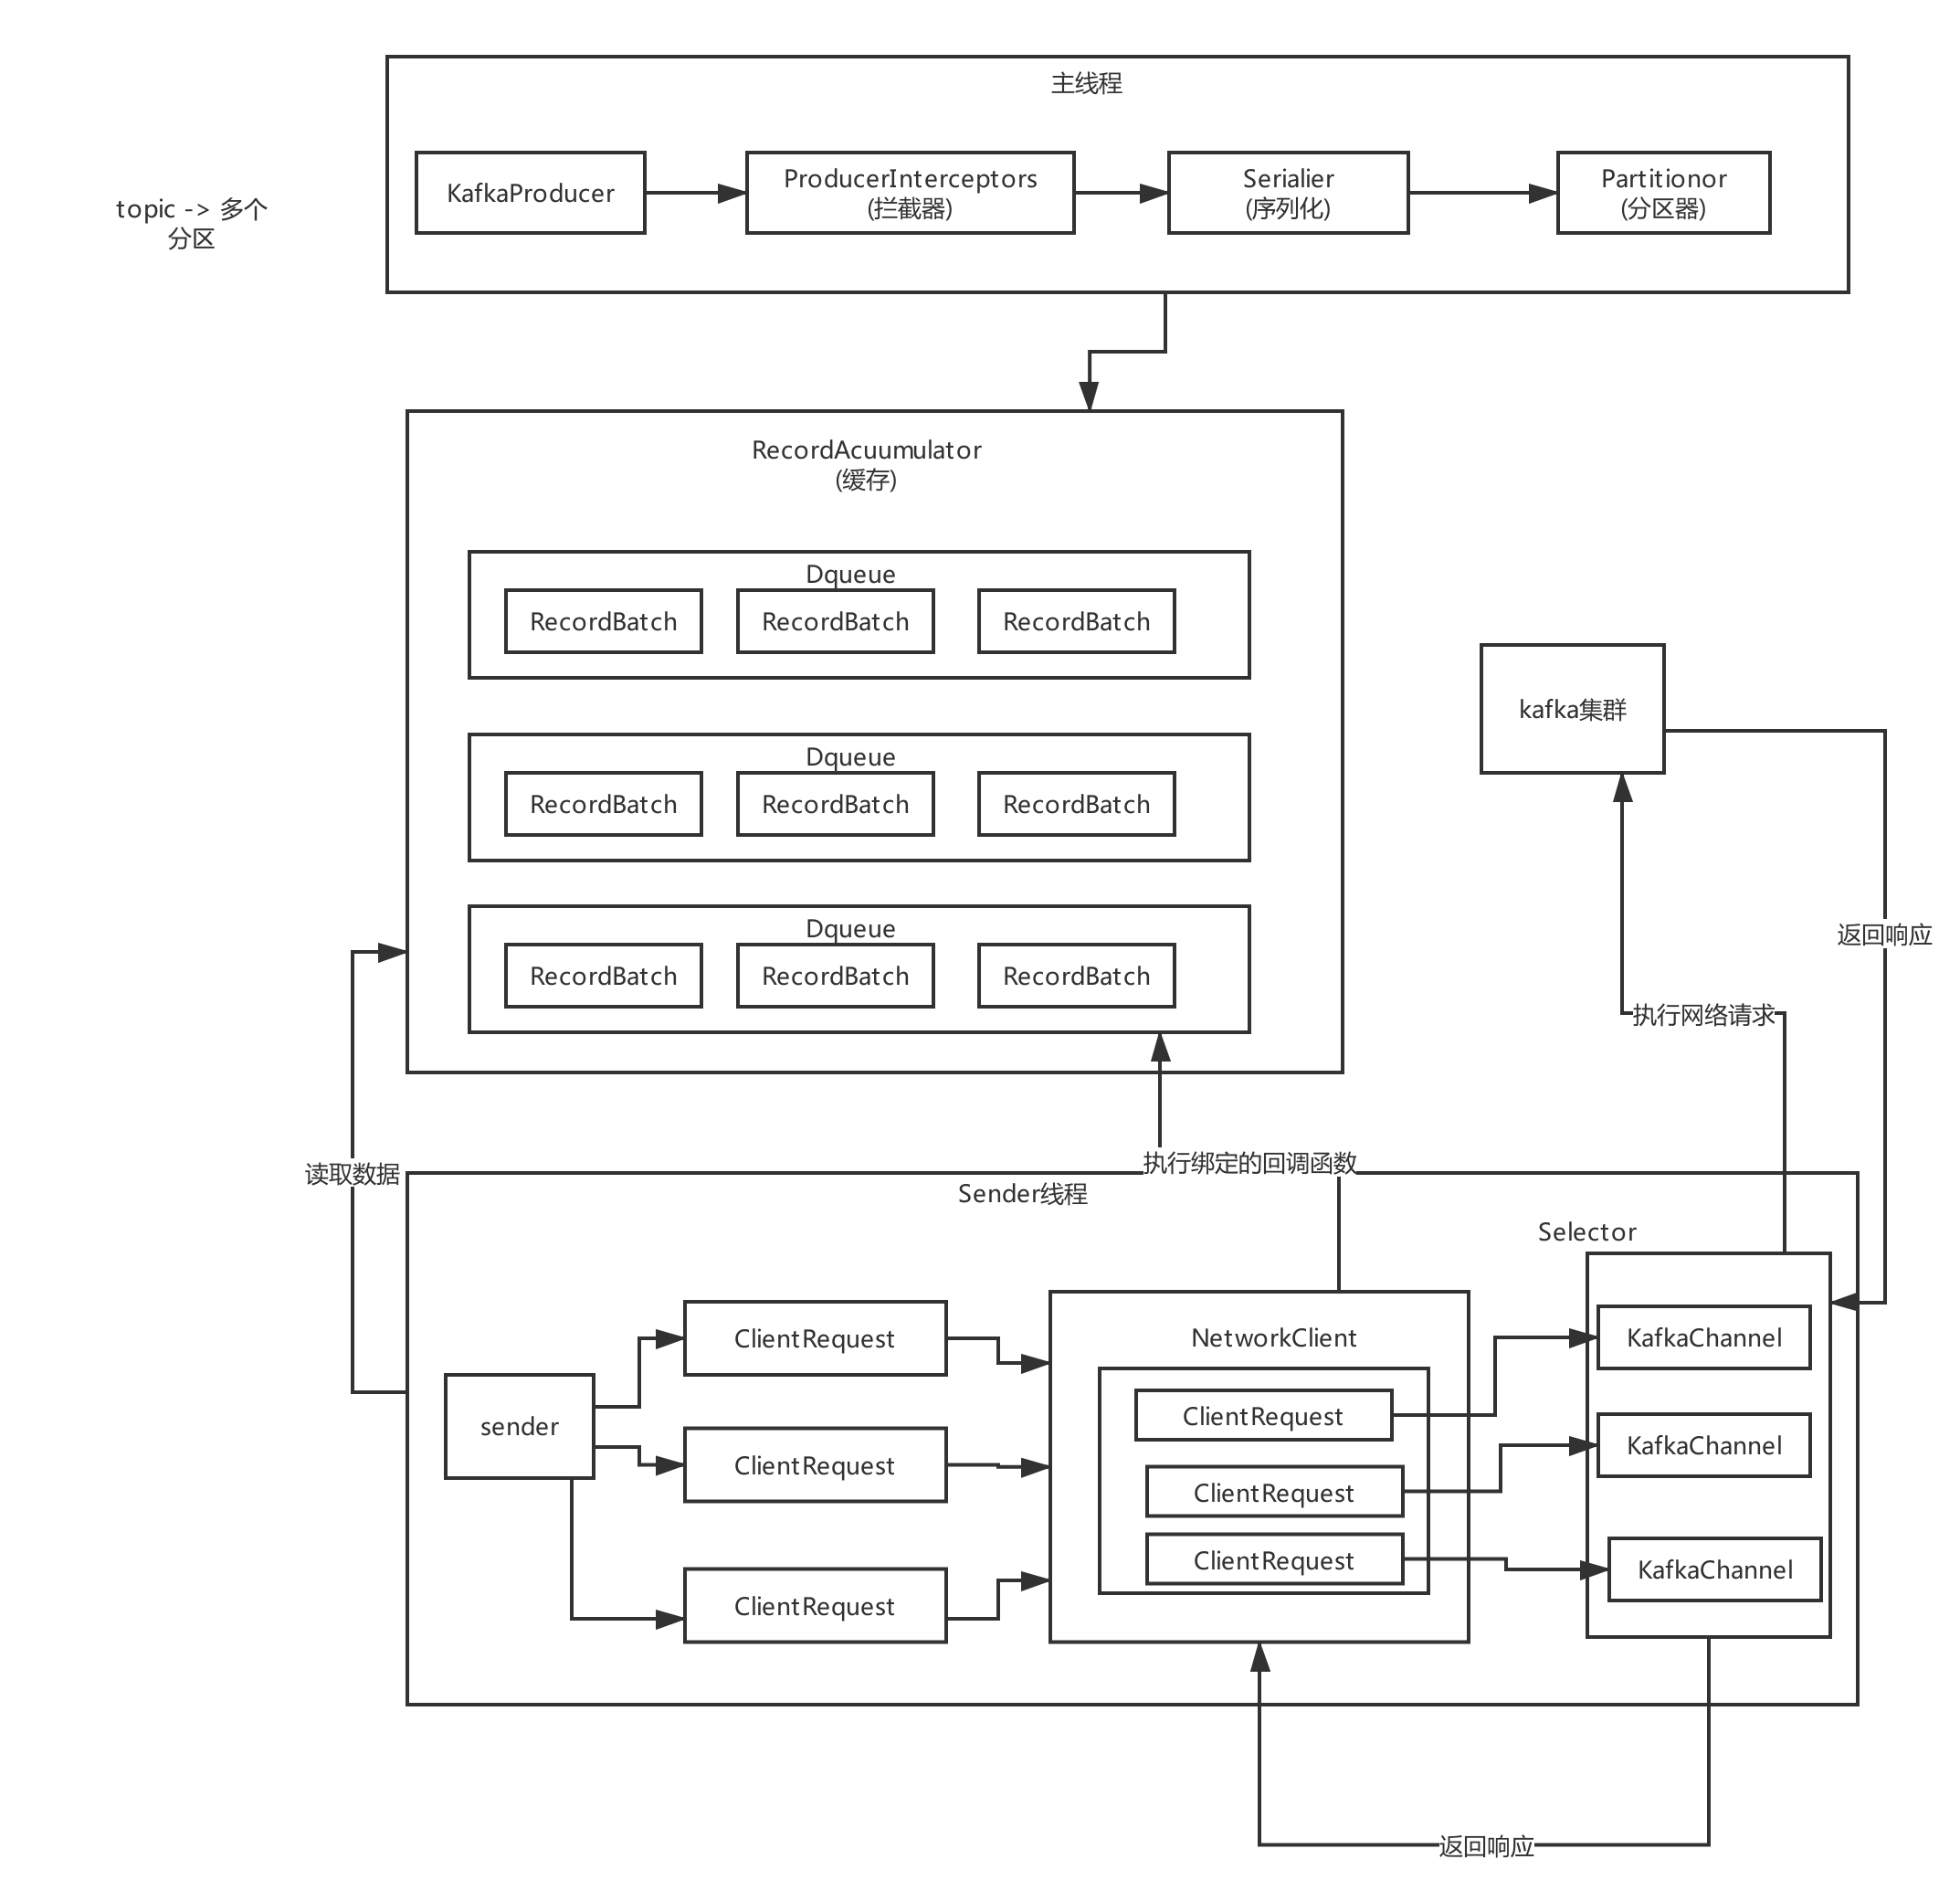 主线程
KafkaProducer
ProducerInterceptors
(拦截器)
Serialier
(序列化)
Partitionor
(分区器)
topic -> 多个
分区
RecordAcuumulator
(缓存)
Dqueue
RecordBatch
RecordBatch
RecordBatch
Dqueue
RecordBatch
RecordBatch
RecordBatch
Dqueue
RecordBatch
RecordBatch
RecordBatch
kafka集群
返回响应
执行网络请求
读取数据
执行绑定的回调函数
Sender线程
Selector
sender
ClientRequest
ClientRequest
ClientRequest
NetworkClient
ClientRequest
ClientRequest
ClientRequest
KafkaChannel
KafkaChannel
KafkaChannel
返回响应